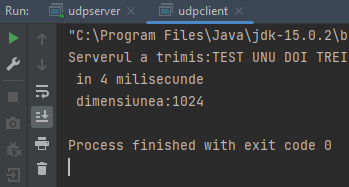 Run: udpserver udpclient
"C:\Program Files\Java\jdk-15.0.2\b
Serverul a trimis:TEST UNU DOI TREI
in 4 milisecunde
dimensiunea:1024
Process finished with exit code 0